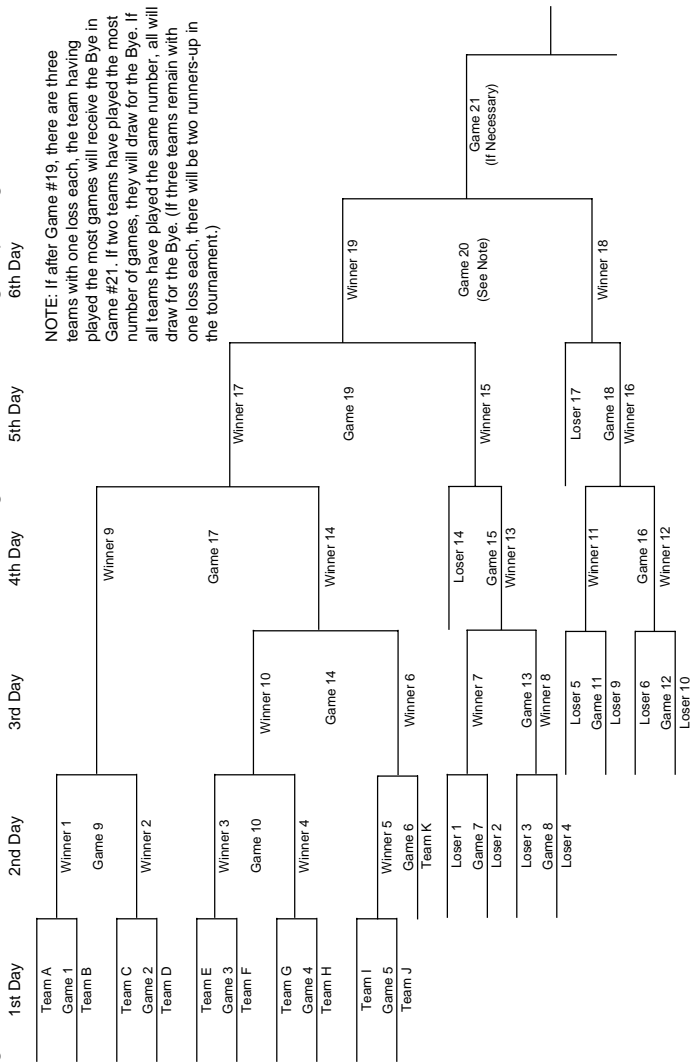 1st Day
2nd Day
3rd Day
4th Day
5th Day
6th Day
NOTE: If after Game #19, there are three
teams with one loss each, the team having
played the most games will receive the Bye in
Game #21. If two teams have played the most
number of games, they will draw for the Bye. If
all teams have played the same number, all will
draw for the Bye. (If three teams remain with
one loss each, there will be two runners-up in
the tournament.)
Team A
Game 1
Team B
Team C
Game 2
Team D
Team E
Game 3
Team F
Team G
Game 4
Team H
Team I
Game 5
Team J
Winner 1
Game 9
Winner 2
Winner 3
Game 10
Winner 4
Winner 5
Game 6
Team K
Loser 1
Game 7
Loser 2
Loser 3
Game 8
Loser 4
Winner 10
Game 14
Winner 6
Winner 7
Game 13
Winner 8
Loser 5
Game 11
Loser 9
Loser 6
Game 12
Loser 10
Winner 9
Game 17
Winner 14
Loser 14
Game 15
Winner 13
Winner 11
Game 16
Winner 12
Winner 17
Game 19
Winner 15
Loser 17
Game 18
Winner 16
Winner 19
Game 20
(See Note)
Winner 18
Game 21
(If Necessary)